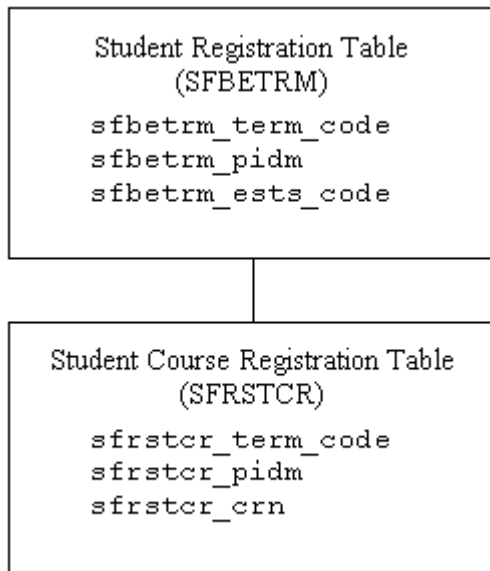 Student Registration Table
(SFBETRM)
sfbetrm_term_code
sfbetrm_pidm
sfbetrm_ests_code
Student Course Registration Table
(SFRSTCR)
sfrstcr_term_code
sfrstcr_pidm
sfrstcr_crn